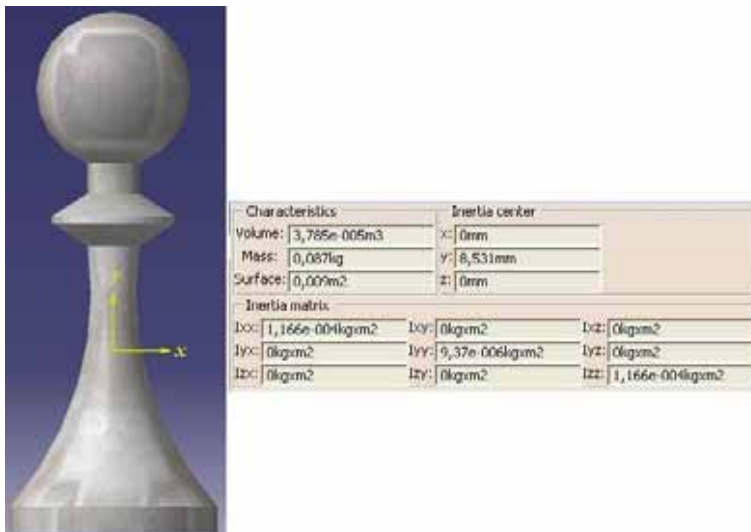 y
x
Characteristics
Volume: 3,785e-005m3
Mass: 0,087kg
Surface: 0,009m2
Inertia center
x: 0mm
y: 8,531mm
z: 0mm
Inertia matrix
Ixx: 1,166e-004kgxm2 Ixy: 0kgxm2 Ixz: 0kgxm2
Iyx: 0kgxm2 Iyy: 9,37e-006kgxm2 Iyz: 0kgxm2
Izx: 0kgxm2 Izy: 0kgxm2 Izz: 1,166e-004kgxm2